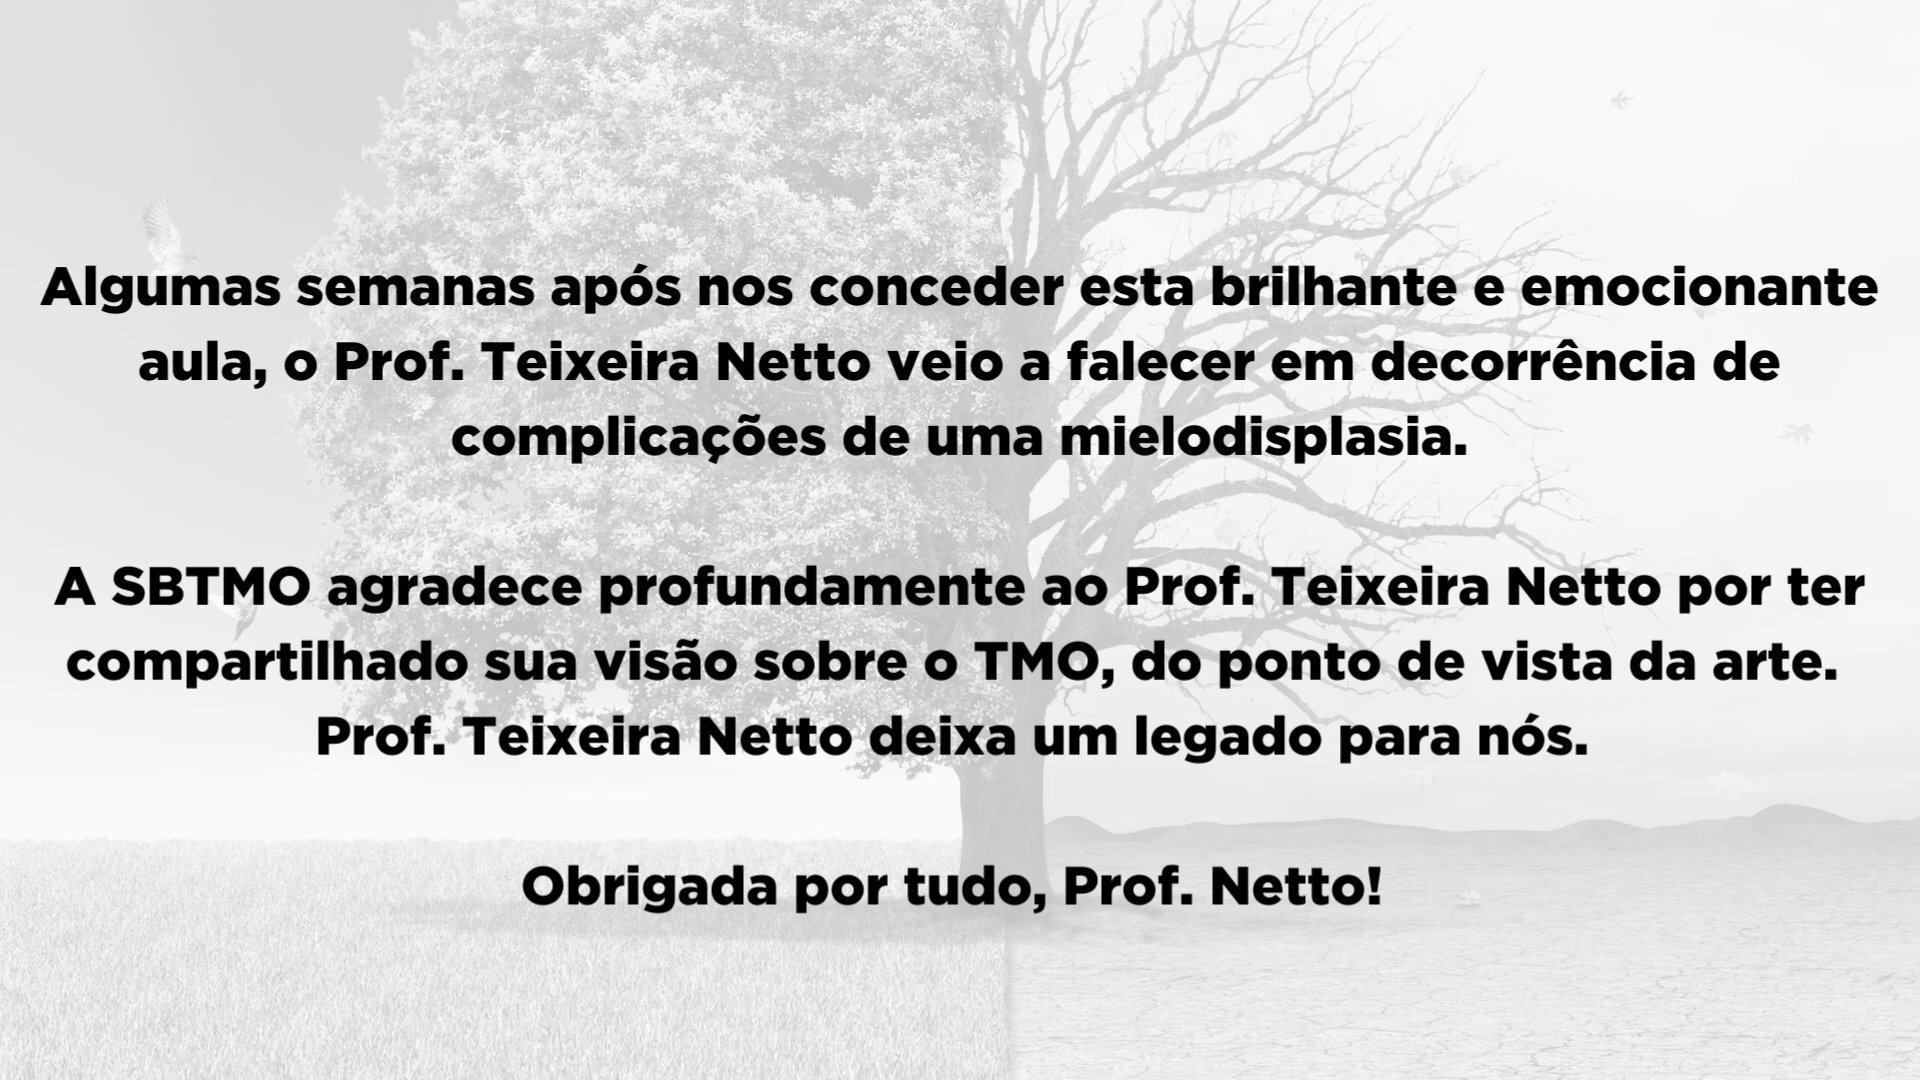 Algumas semanas após nos conceder esta brilhante e emocionante
aula, o Prof. Teixeira Netto veio a falecer em decorrência de
complicações de uma mielodisplasia.
A SBTMO agradece profundamente ao Prof. Teixeira Netto por ter
compartilhado sua visão sobre o TMO, do ponto de vista da arte.
Prof. Teixeira Netto deixa um legado para nós.
Obrigada por tudo, Prof. Netto!